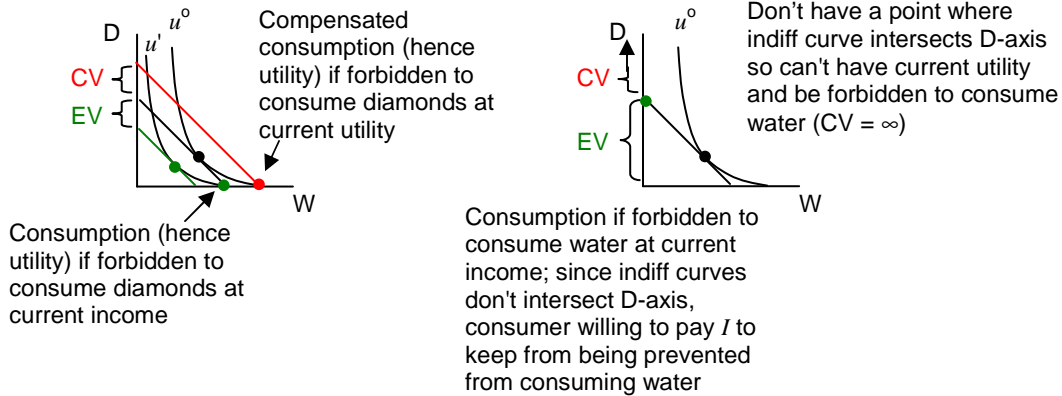 D
u'
u°
CV
EV
W
Compensated
consumption (hence
utility) if forbidden to
consume diamonds at
current utility
Consumption (hence
utility) if forbidden to
consume diamonds at
current income
D
u°
CV
EV
W
Don't have a point where
indiff curve intersects D-axis
so can't have current utility
and be forbidden to consume
water (CV = ∞)
Consumption if forbidden to
consume water at current
income; since indiff curves
don't intersect D-axis,
consumer willing to pay I to
keep from being prevented
from consuming water